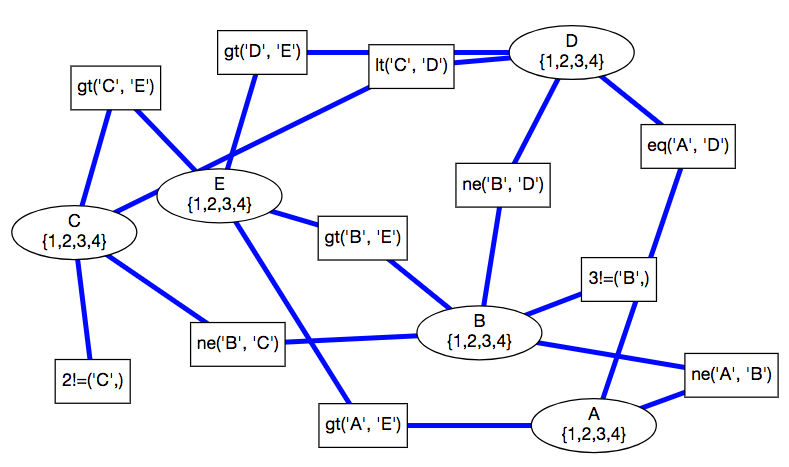 D
{1,2,3,4}
gt('D', 'E')
lt('C', 'D')
gt('C', 'E')
eq('A', 'D')
ne('B', 'D')
E
{1,2,3,4}
C
{1,2,3,4}
gt('B', 'E')
3!=('B',)
B
{1,2,3,4}
ne('B', 'C')
2!=('C',)
ne('A', 'B')
A
{1,2,3,4}
gt('A', 'E')